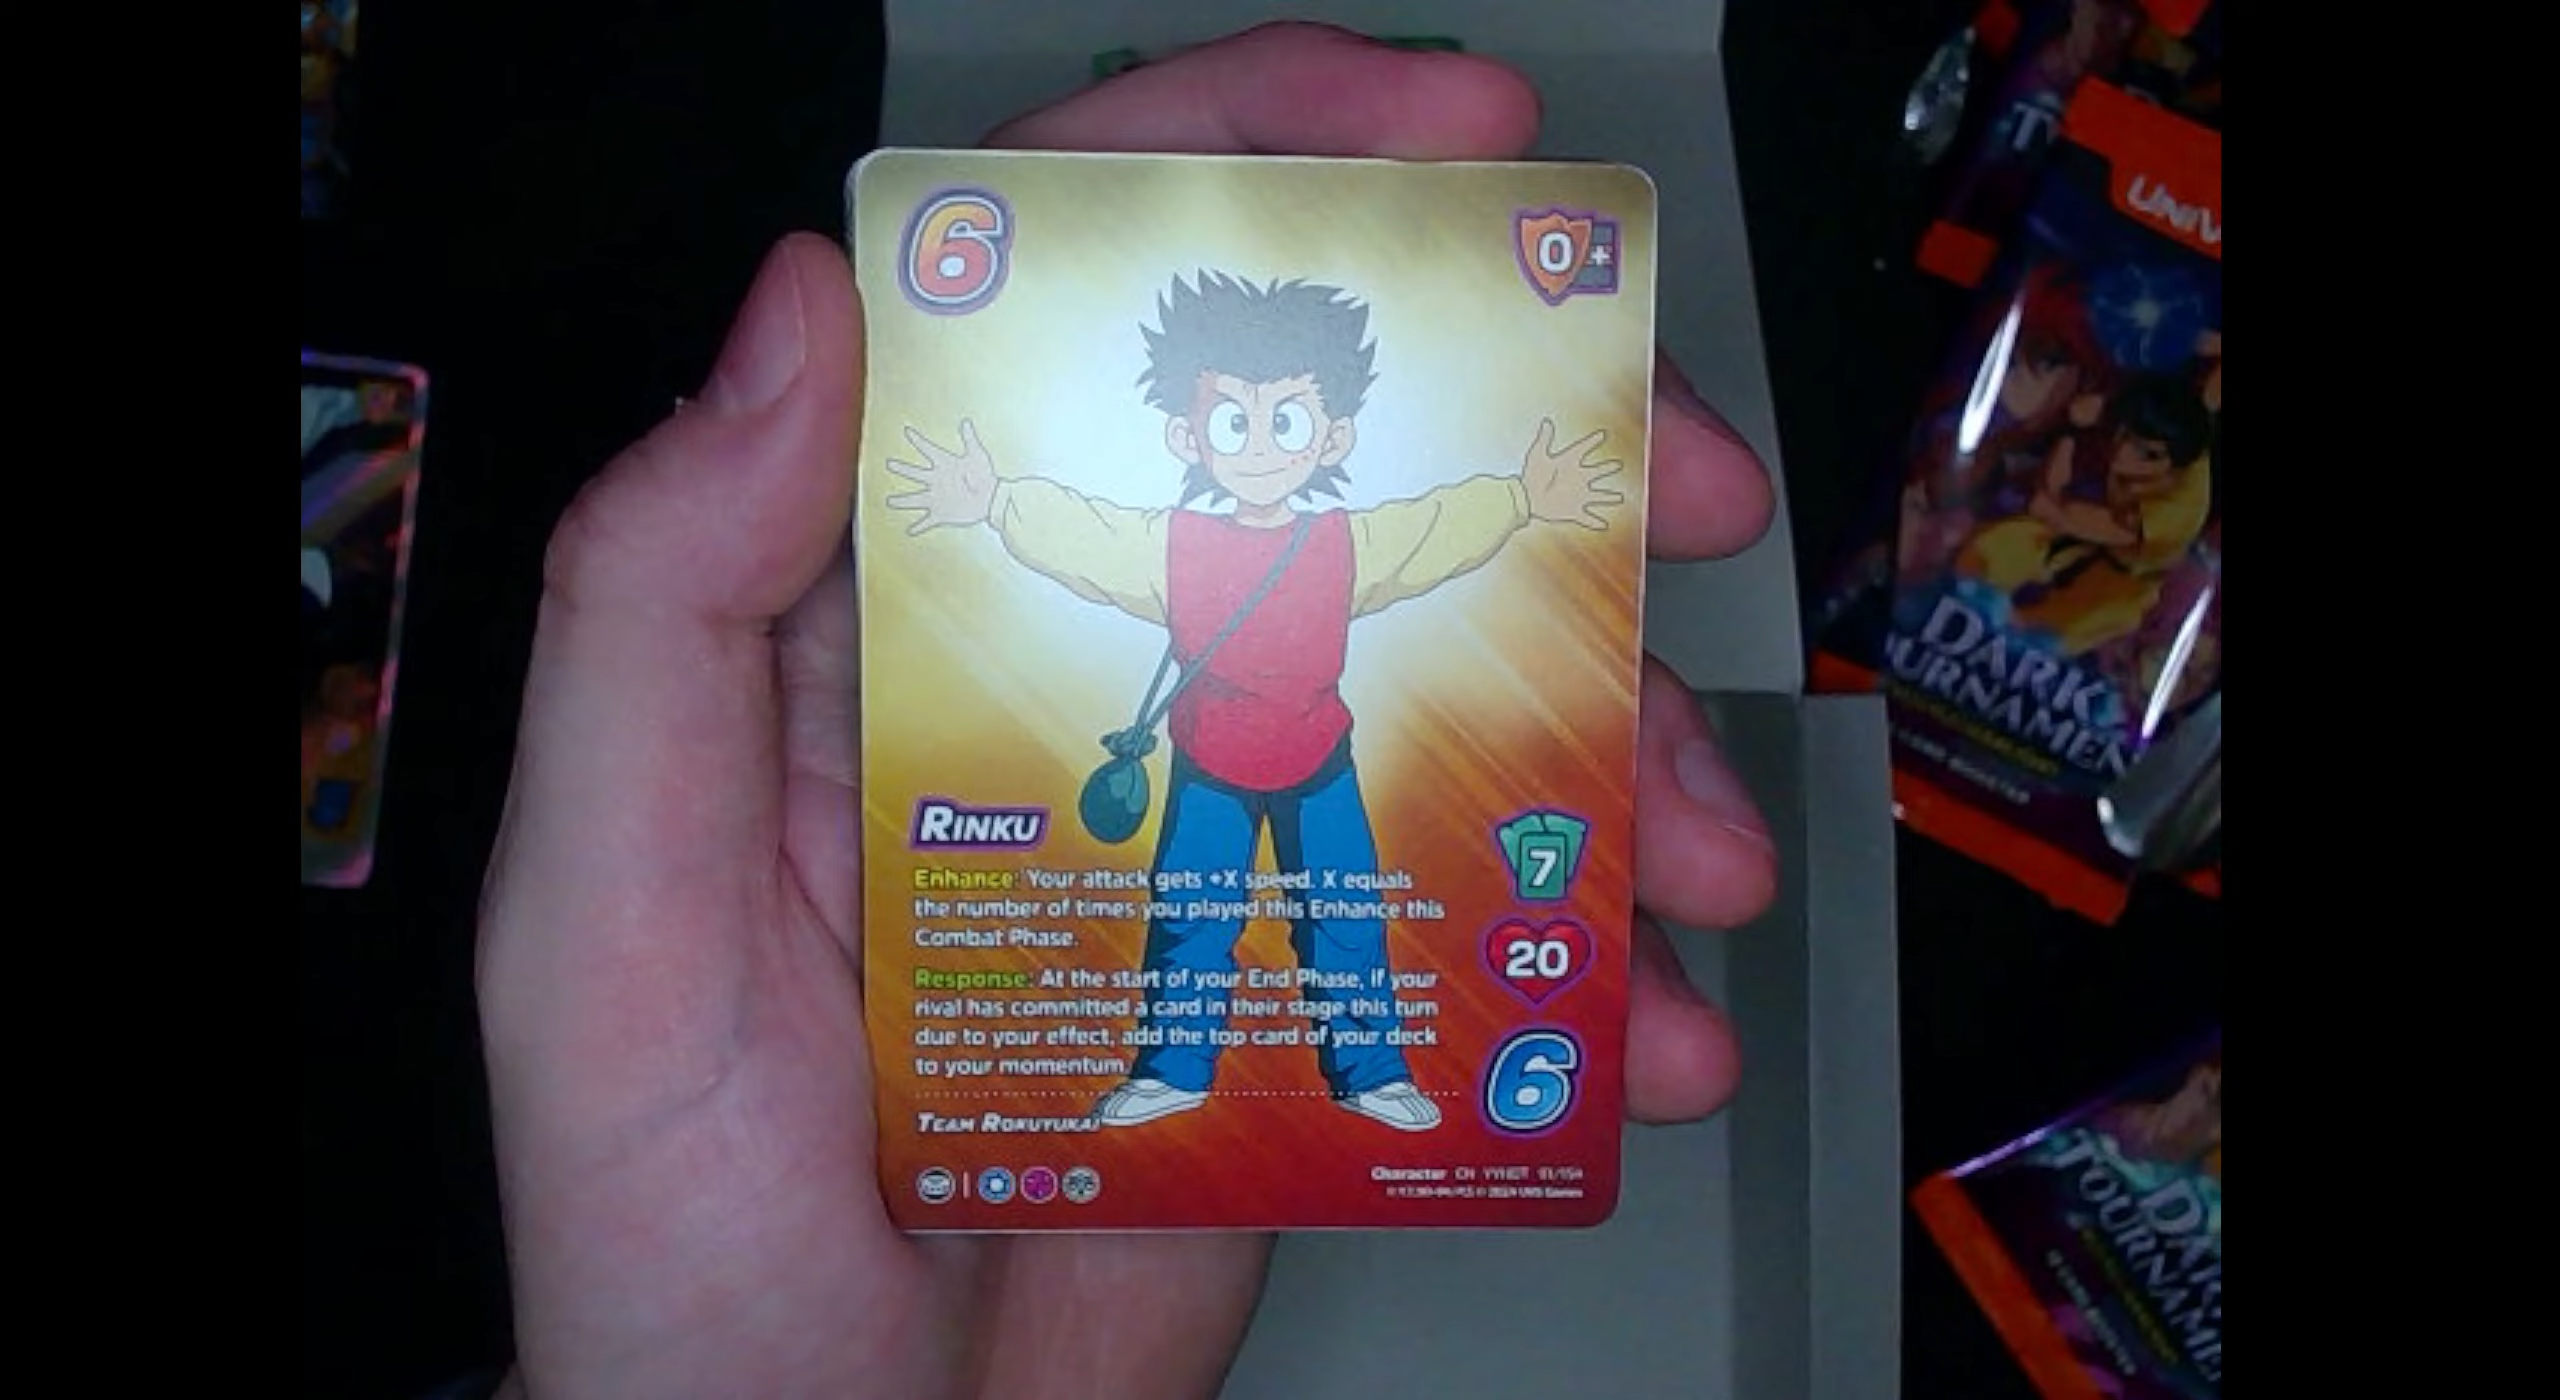 6
0 +
RINKU
Enhance: Your attack gets +X speed. X equals
the number of times you played this Enhance this
Combat Phase.
7
20
Response: At the start of your End Phase, if your
rival has committed a card in their stage this turn
due to your effect, add the top card of your deck
to your momentum.
6
TEAM ROKUYUKAI
Character
UNIV
DARK
URNAMEN
DAR
TOURNAME